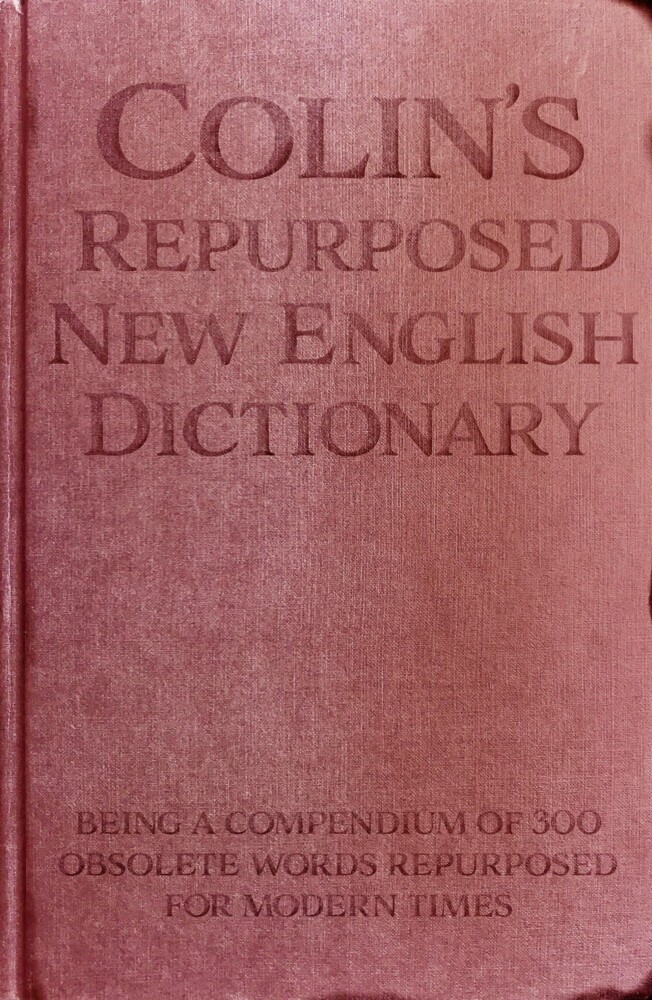 COLIN'S
REPURPOSED
NEW ENGLISH
DICTIONARY
BEING A COMPENDIUM OF 300
OBSOLETE WORDS REPURPOSED
FOR MODERN TIMES